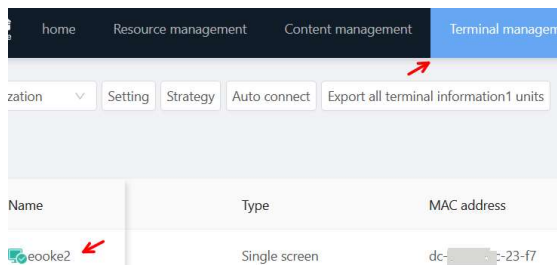 home Resource management Content management Terminal managem
zation Setting Strategy Auto connect Export all terminal information1 units
Name Type MAC address
eooke2 Single screen dc- -23-f7